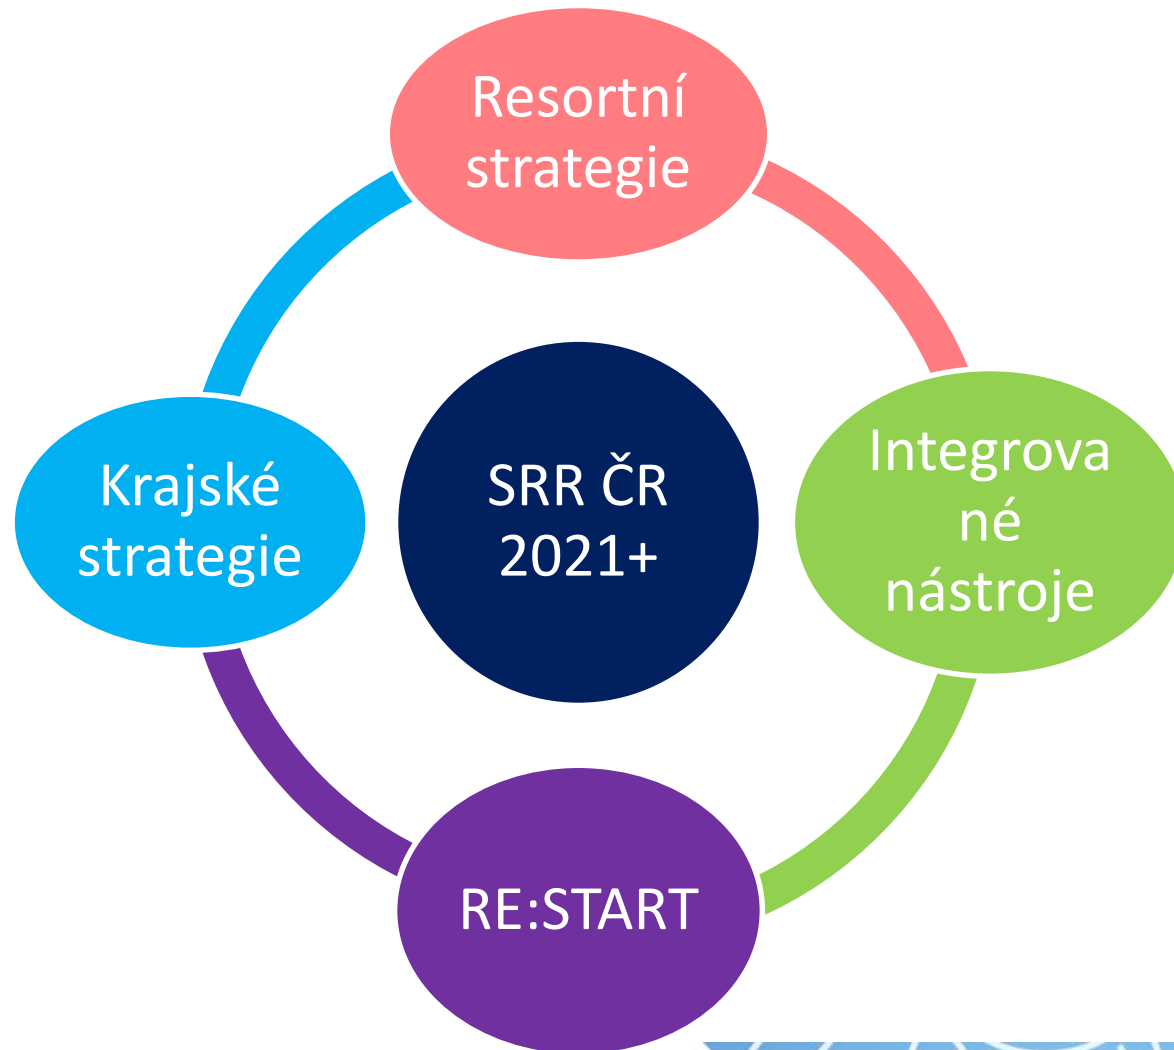 Resortní
strategie
Integrova
né
nástroje
Krajské
strategie
SRR ČR
2021+
RE:START